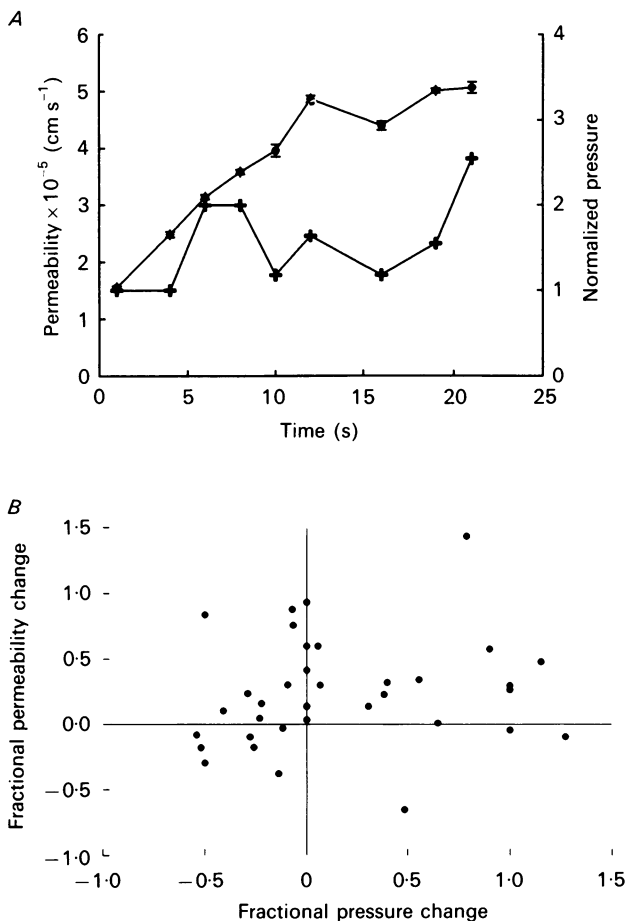 A
Permeability × 10⁻⁵ (cm s⁻¹)
6
5
4
3
2
1
0
4
3
2
1
0
Normalized pressure
0 5 10 15 20 25
Time (s)
B
Fractional permeability change
1·5
1·0
0·5
0·0
−0·5
−1·0
−1·0 −0·5 0 0·5 1·0 1·5
Fractional pressure change